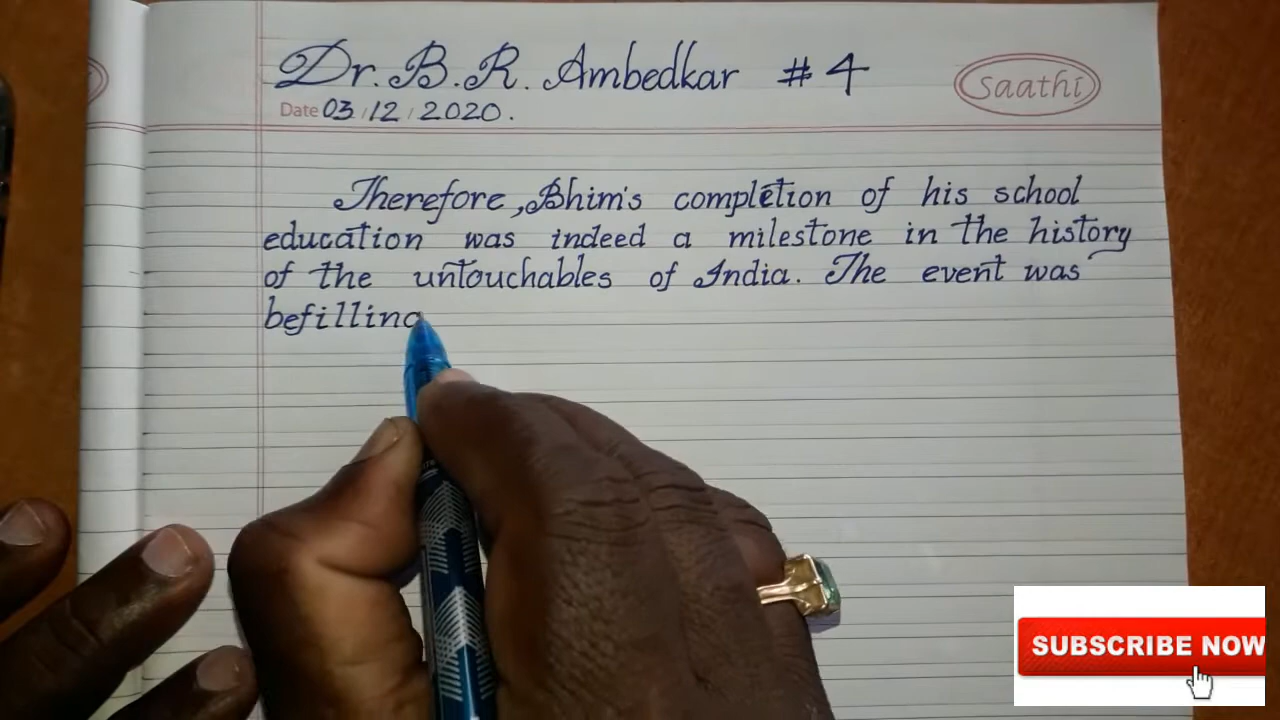 Dr. B. R. Ambedkar # 4
Saathi
Date 03/12/2020.
Therefore, Bhim's completion of his school
education was indeed a milestone in the history
of the untouchables of India. The event was
befilling
SUBSCRIBE NOW